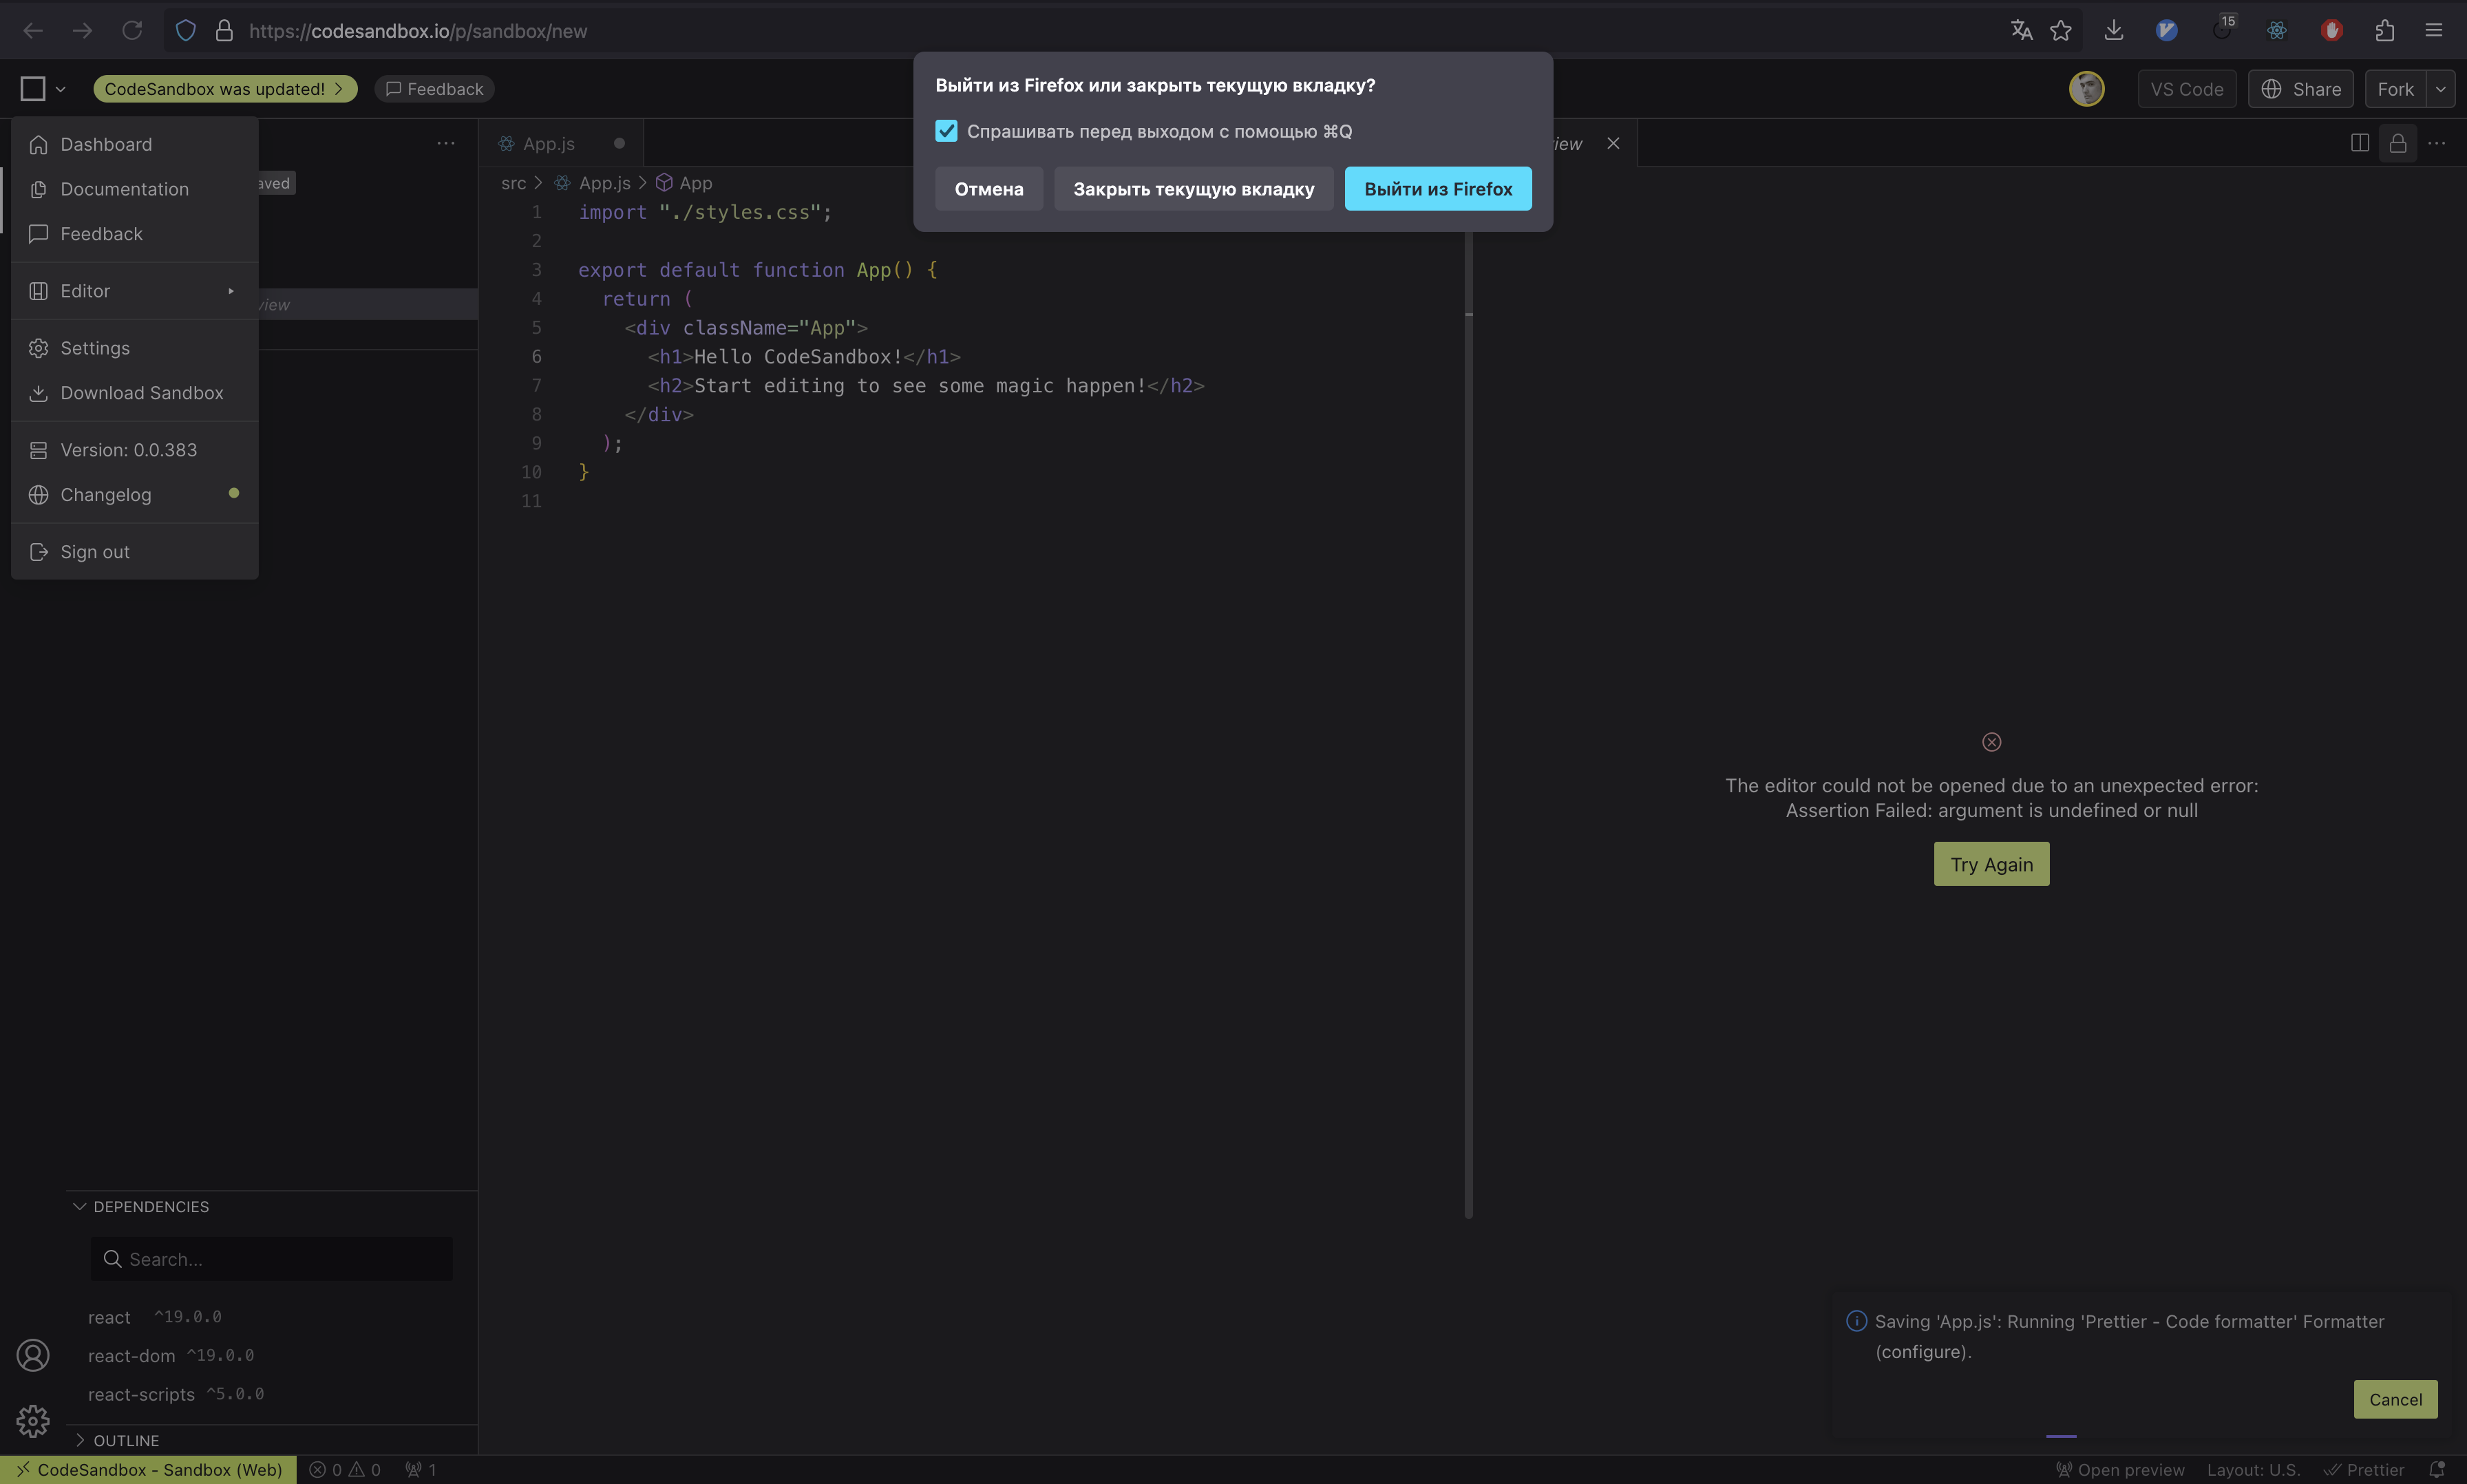 https://codesandbox.io/p/sandbox/new
15
Выйти из Firefox или закрыть текущую вкладку?
Спрашивать перед выходом с помощью ⌘Q
Отмена
Закрыть текущую вкладку
Выйти из Firefox
CodeSandbox was updated!
Feedback
VS Code
Share
Fork
Dashboard
Documentation
Feedback
Editor
Settings
Download Sandbox
Version: 0.0.383
Changelog
Sign out
App.js
src > App.js > App
1 import "./styles.css";
2
3 export default function App() {
4 return (
5 <div className="App">
6 <h1>Hello CodeSandbox!</h1>
7 <h2>Start editing to see some magic happen!</h2>
8 </div>
9 );
10 }
11
The editor could not be opened due to an unexpected error:
Assertion Failed: argument is undefined or null
Try Again
DEPENDENCIES
Search...
react ^19.0.0
react-dom ^19.0.0
react-scripts ^5.0.0
OUTLINE
Saving 'App.js': Running 'Prettier - Code formatter' Formatter
(configure).
Cancel
CodeSandbox - Sandbox (Web)
0
0
1
Open preview
Layout: U.S.
Prettier